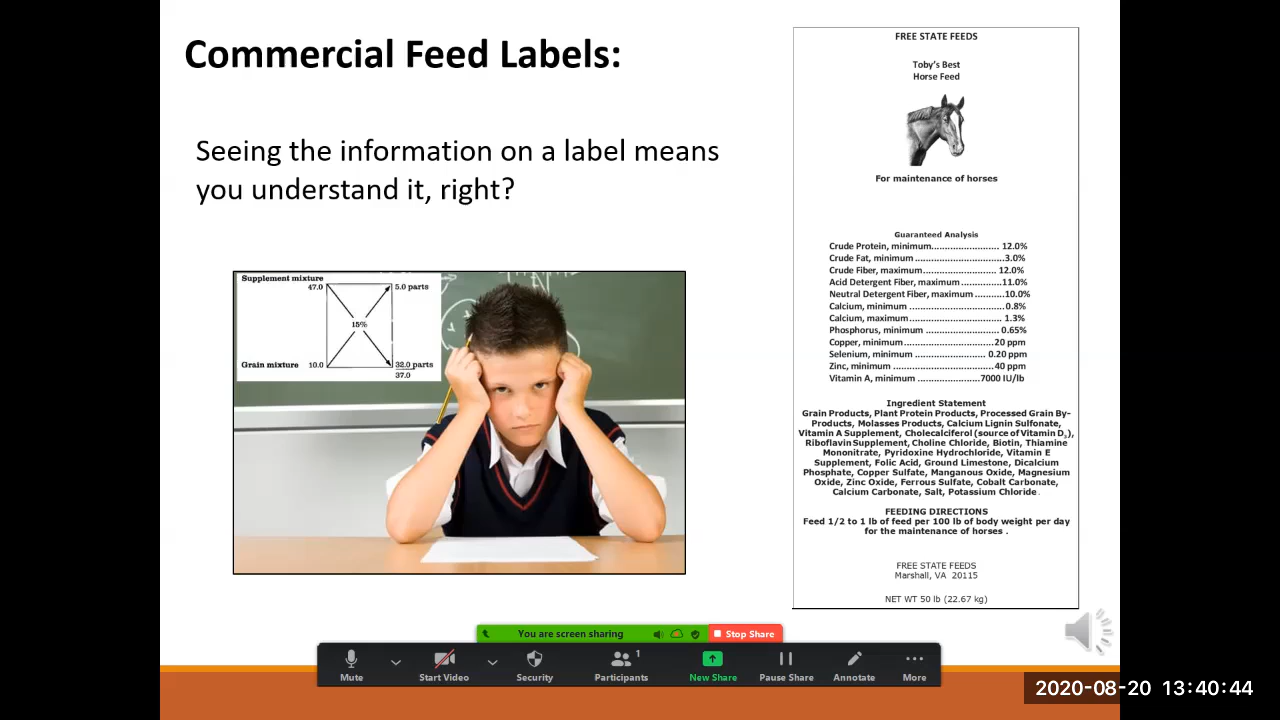 Commercial Feed Labels:
Seeing the information on a label means
you understand it, right?
Supplement mixture
47.0
5.0 parts
15%
Grain mixture
10.0
32.0 parts
37.0
FREE STATE FEEDS
Toby's Best
Horse Feed
For maintenance of horses
Guaranteed Analysis
Crude Protein, minimum.......................... 12.0%
Crude Fat, minimum ..................................3.0%
Crude Fiber, maximum............................ 12.0%
Acid Detergent Fiber, maximum ...............11.0%
Neutral Detergent Fiber, maximum ...........10.0%
Calcium, minimum .....................................0.8%
Calcium, maximum................................... 1.3%
Phosphorus, minimum ............................ 0.65%
Copper, minimum..................................20 ppm
Selenium, minimum .......................... 0.20 ppm
Zinc, minimum .......................................40 ppm
Vitamin A, minimum ........................7000 IU/lb
Ingredient Statement
Grain Products, Plant Protein Products, Processed Grain By-
Products, Molasses Products, Calcium Lignin Sulfonate,
Vitamin A Supplement, Cholecalciferol (source of Vitamin D3),
Riboflavin Supplement, Choline Chloride, Biotin, Thiamine
Mononitrate, Pyridoxine Hydrochloride, Vitamin E
Supplement, Folic Acid, Ground Limestone, Dicalcium
Phosphate, Copper Sulfate, Manganous Oxide, Magnesium
Oxide, Zinc Oxide, Ferrous Sulfate, Cobalt Carbonate,
Calcium Carbonate, Salt, Potassium Chloride .
FEEDING DIRECTIONS
Feed 1/2 to 1 lb of feed per 100 lb of body weight per day
for the maintenance of horses .
FREE STATE FEEDS
Marshall, VA 20115
NET WT 50 lb (22.67 kg)
You are screen sharing
Stop Share
1
Mute
Start Video
Security
Participants
New Share
Pause Share
Annotate
More
2020-08-20 13:40:44